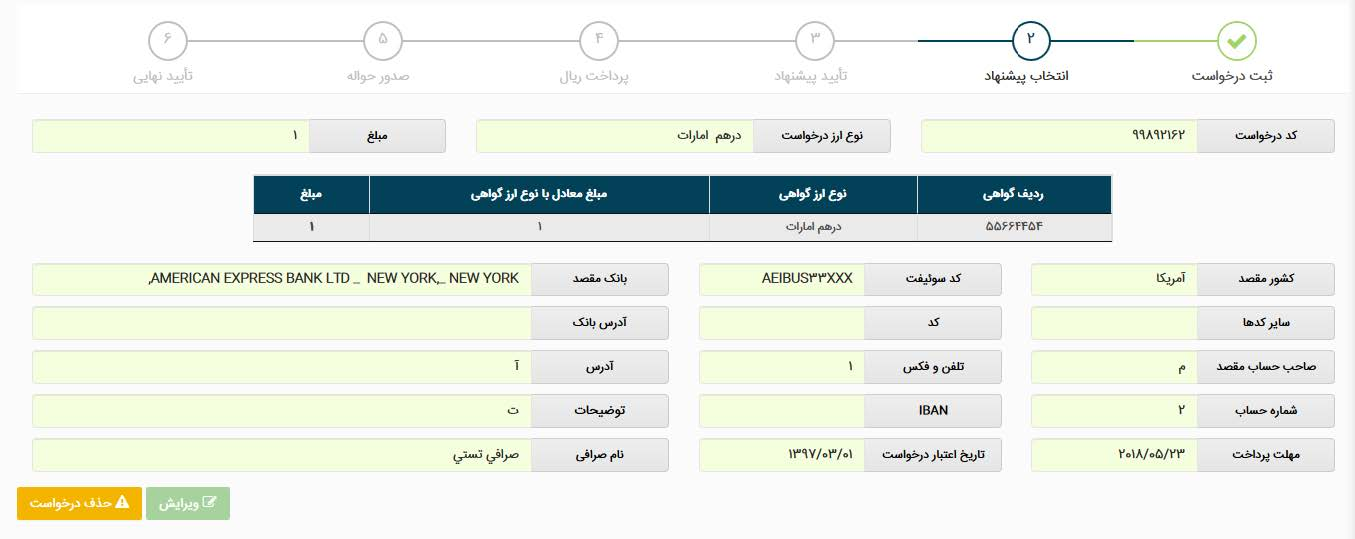 ۲ ۳ ۴ ۵ ۶
ثبت درخواست انتخاب پیشنهاد تأیید پیشنهاد پرداخت ریال صدور حواله تأیید نهایی
کد درخواست ۹۹۸۹۲۱۶۲ نوع ارز درخواست درهم امارات مبلغ ۱
ردیف گواهی نوع ارز گواهی مبلغ معادل با نوع ارز گواهی مبلغ
۵۵۶۶۴۴۵۴ درهم امارات ۱ ۱
کشور مقصد آمریکا کد سوئیفت AEIBUS۳۳XXX بانک مقصد AMERICAN EXPRESS BANK LTD _ NEW YORK,_ NEW YORK,
سایر کدها کد آدرس بانک
صاحب حساب مقصد م تلفن و فکس ۱ آدرس آ
شماره حساب ۲ IBAN توضیحات ت
مهلت پرداخت ۲۰۱۸/۰۵/۲۳ تاریخ اعتبار درخواست ۱۳۹۷/۰۳/۰۱ نام صرافی صرافي تستي
ویرایش حذف درخواست